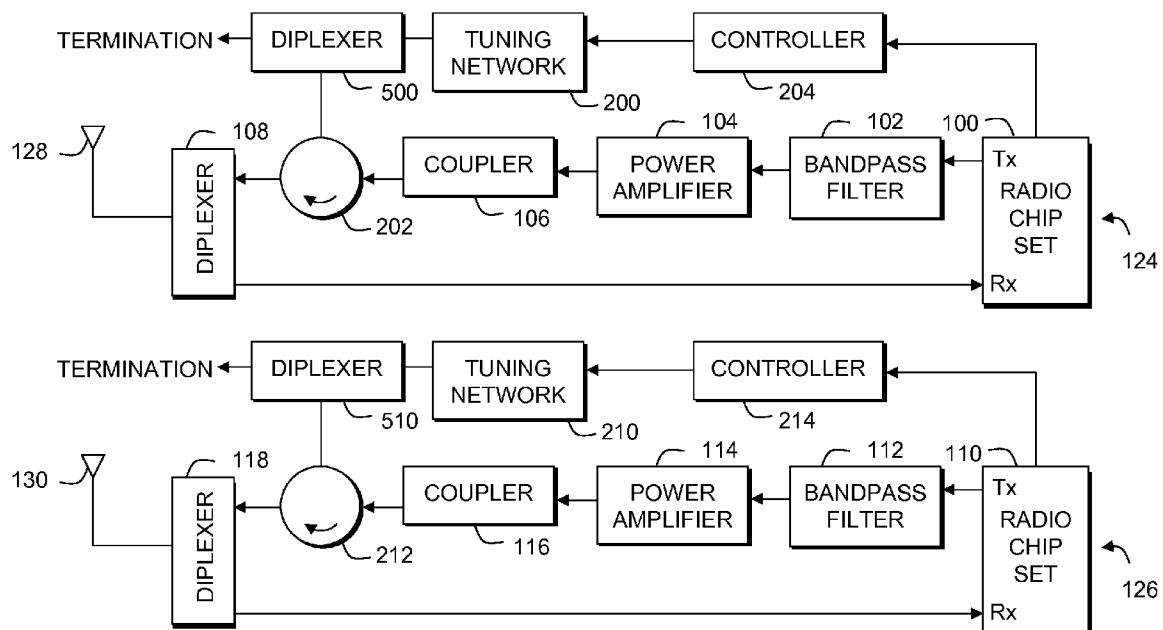 TERMINATION
DIPLEXER
500
TUNING
NETWORK
200
CONTROLLER
204
128
108
DIPLEXER
202
COUPLER
106
104
POWER
AMPLIFIER
102
BANDPASS
FILTER
100
Tx
RADIO
CHIP
SET
Rx
124
TERMINATION
DIPLEXER
510
TUNING
NETWORK
210
CONTROLLER
214
130
118
DIPLEXER
212
COUPLER
116
114
POWER
AMPLIFIER
112
BANDPASS
FILTER
110
Tx
RADIO
CHIP
SET
Rx
126